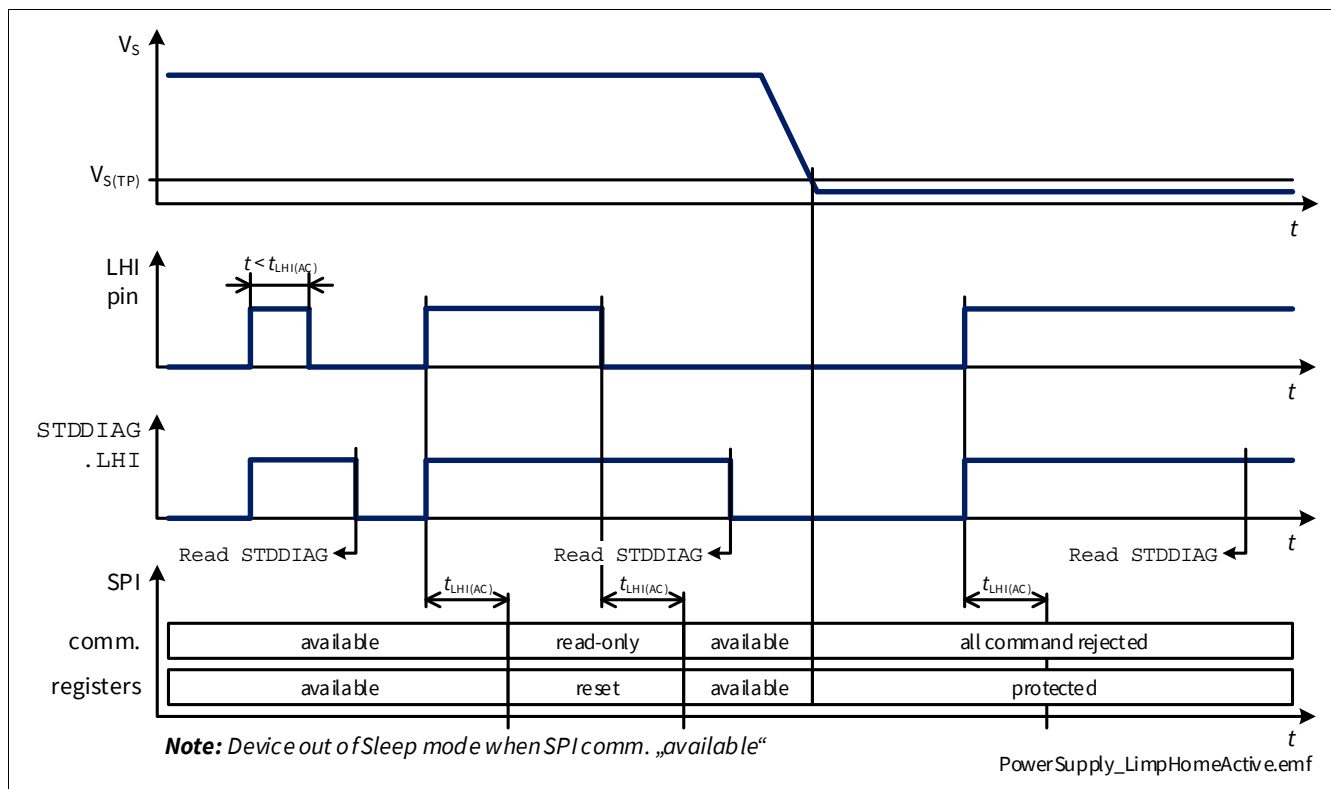 VS
VS(TP)
t
LHI
pin
t < tLHI(AC)
t
STDDIAG
.LHI
Read STDDIAG
Read STDDIAG
Read STDDIAG
t
SPI
tLHI(AC)
tLHI(AC)
tLHI(AC)
comm.
available
read-only
available
all command rejected
registers
available
reset
available
protected
t
Note: Device out of Sleep mode when SPI comm. „available“
PowerSupply_LimpHomeActive.emf